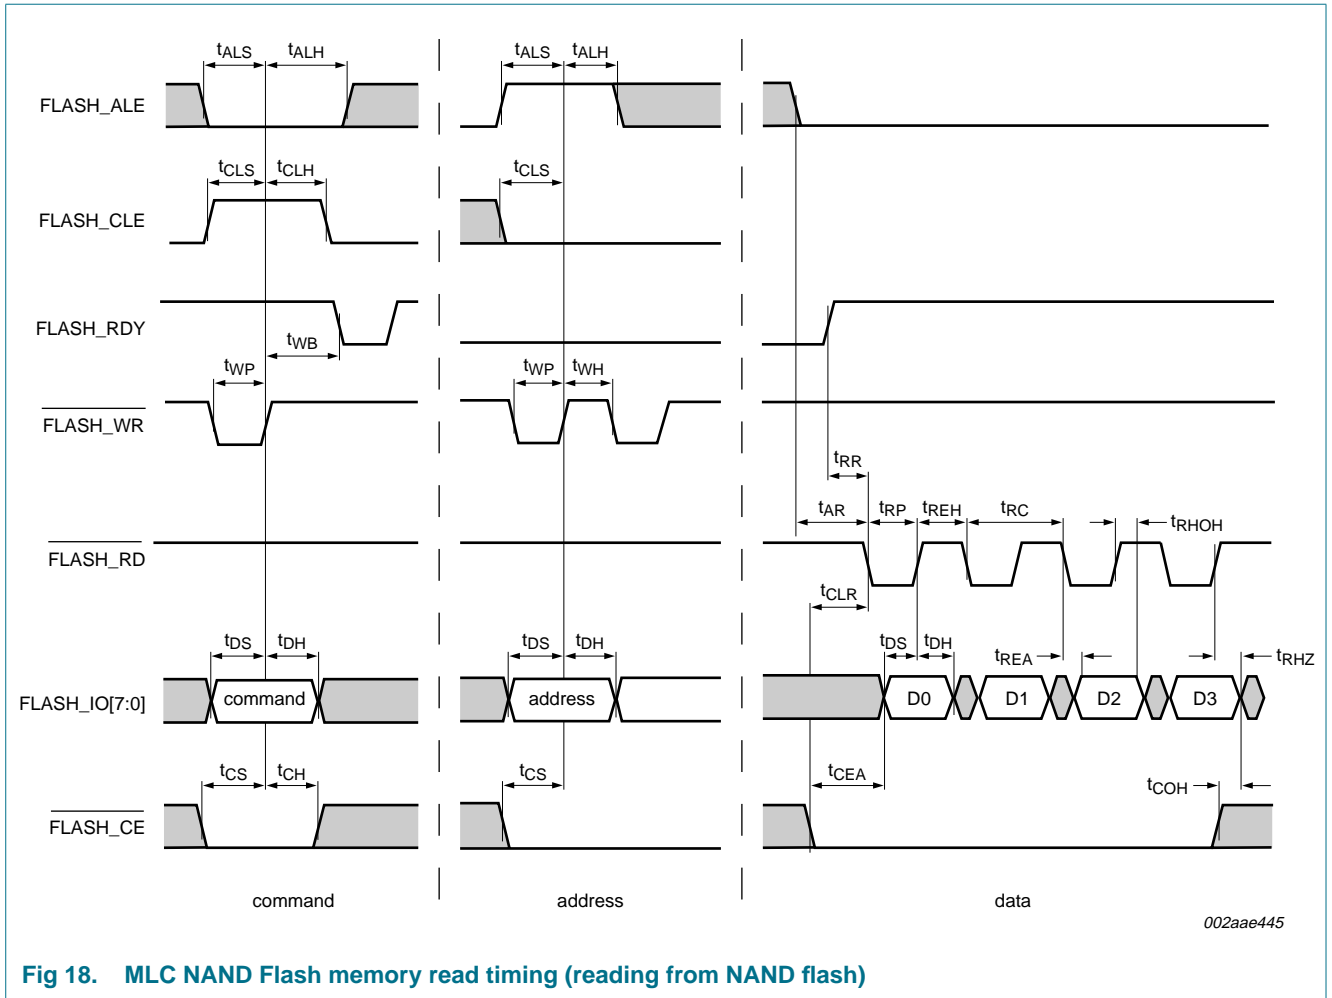 tALS tALH tALS tALH
FLASH_ALE
tCLS tCLH tCLS
FLASH_CLE
FLASH_RDY
tWB
tWP tWP tWH
FLASH_WR
tRR
tAR tRP tREH tRC tRHOH
FLASH_RD
tCLR
tDS tDH tDS tDH tDS tDH tREA tRHZ
FLASH_IO[7:0] command address D0 D1 D2 D3
tCS tCH tCS tCEA tCOH
FLASH_CE
command address data
002aae445
Fig 18. MLC NAND Flash memory read timing (reading from NAND flash)